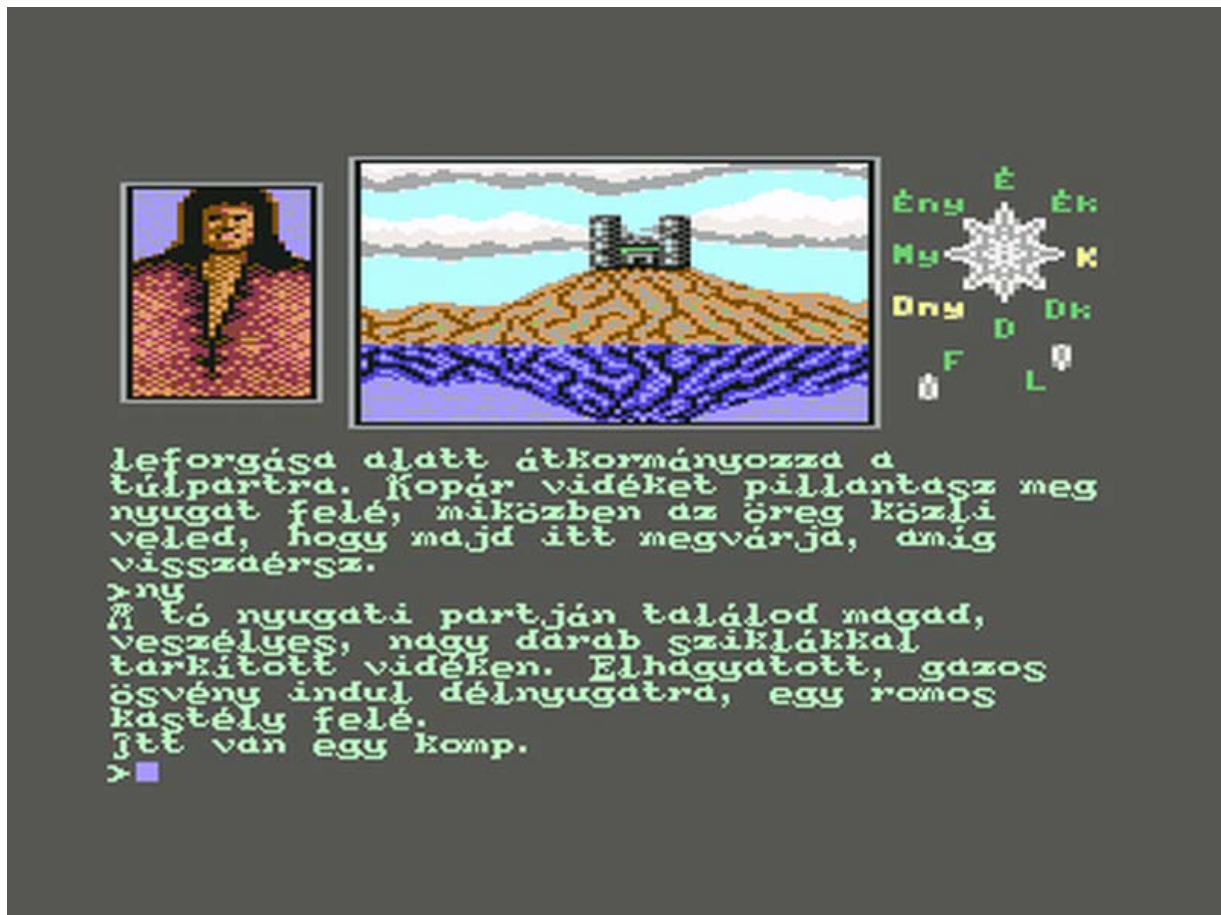 É
Ény Ék
Ny K
Dny Dk
D
F L
leforgása alatt átkormányozza a
túlpartra. Kopár vidéket pillantasz meg
nyugat felé, miközben az öreg közli
veled, hogy majd itt megvárja, amíg
visszaérsz.
>ny
A tó nyugati partján találod magad,
veszélyes, nagy darab sziklákkal
tarkított vidéken. Elhagyatott, gazos
ösvény indul délnyugatra, egy romos
kastély felé.
Itt van egy komp.
>